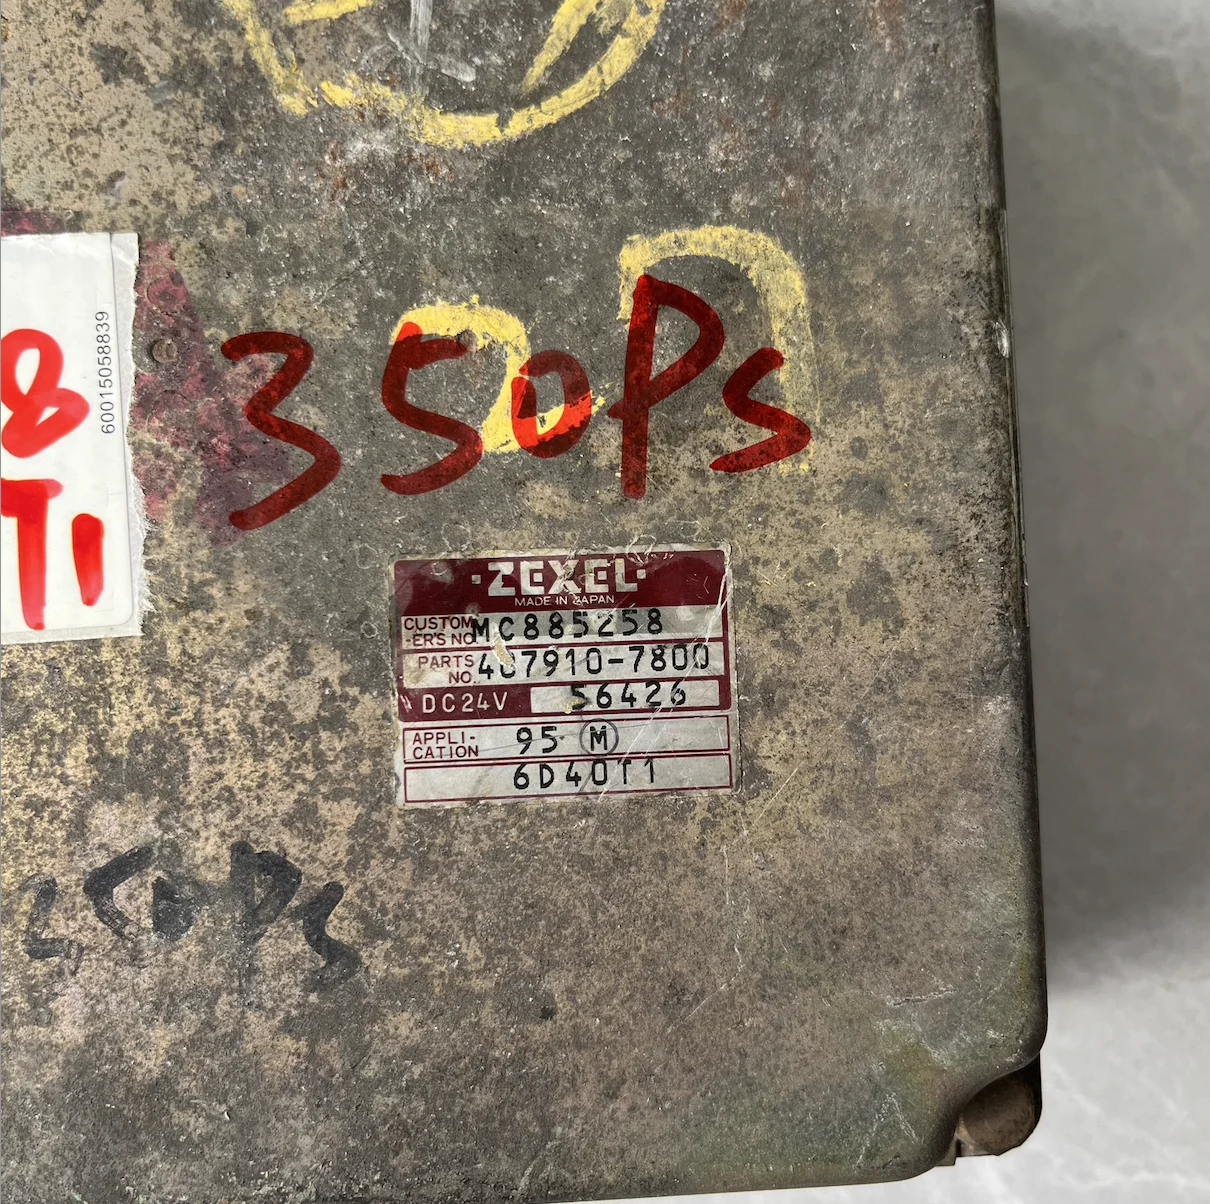 8
T1
60015058839
350Ps
·ZEXEL·
MADE IN JAPAN
CUSTOM-ER'S NO MC885258
PARTS NO. 407910-7800
DC24V 56426
APPLI-CATION 95 M
6D40T1
350Ps